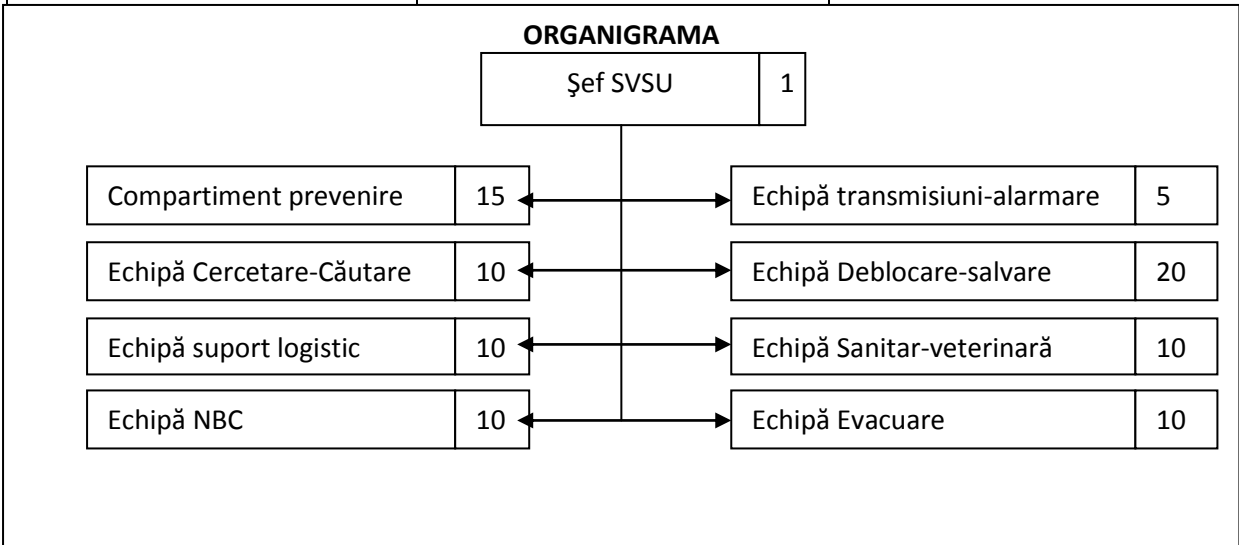 ORGANIGRAMA
Şef SVSU 1
Compartiment prevenire 15 Echipă transmisiuni-alarmare 5
Echipă Cercetare-Căutare 10 Echipă Deblocare-salvare 20
Echipă suport logistic 10 Echipă Sanitar-veterinară 10
Echipă NBC 10 Echipă Evacuare 10